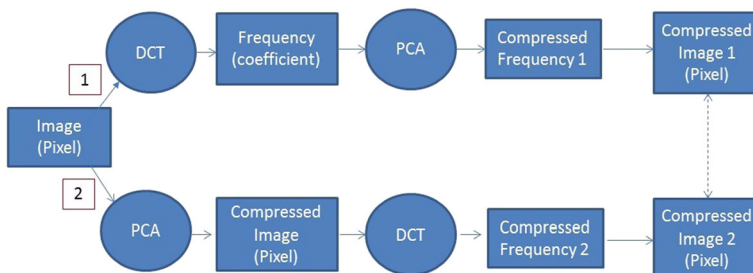 DCT
Frequency
(coefficient)
PCA
Compressed
Frequency 1
Compressed
Image 1
(Pixel)
1
Image
(Pixel)
2
PCA
Compressed
Image
(Pixel)
DCT
Compressed
Frequency 2
Compressed
Image 2
(Pixel)